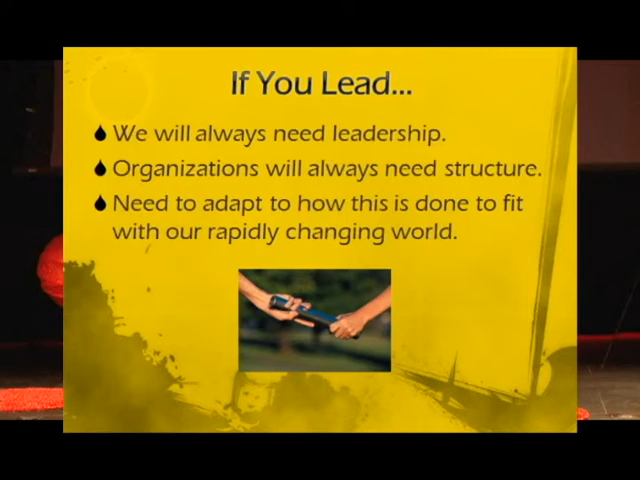 If You Lead...
We will always need leadership.
Organizations will always need structure.
Need to adapt to how this is done to fit
with our rapidly changing world.